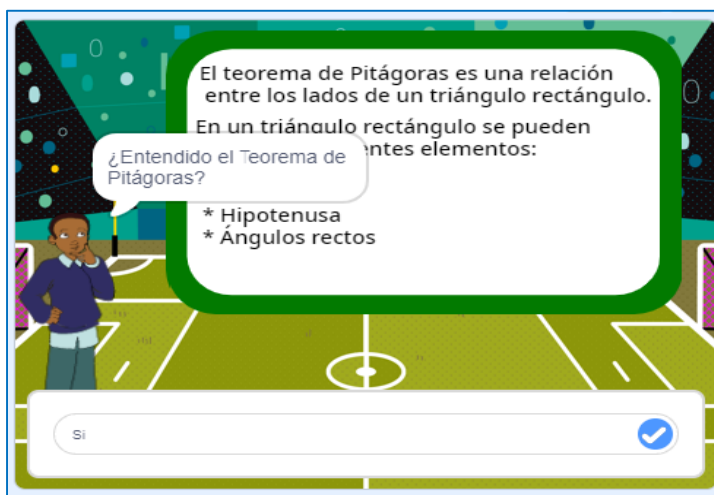 El teorema de Pitágoras es una relación
entre los lados de un triángulo rectángulo.
En un triángulo rectángulo se pueden
entes elementos:
* Hipotenusa
* Ángulos rectos
¿Entendido el Teorema de
Pitágoras?
Si